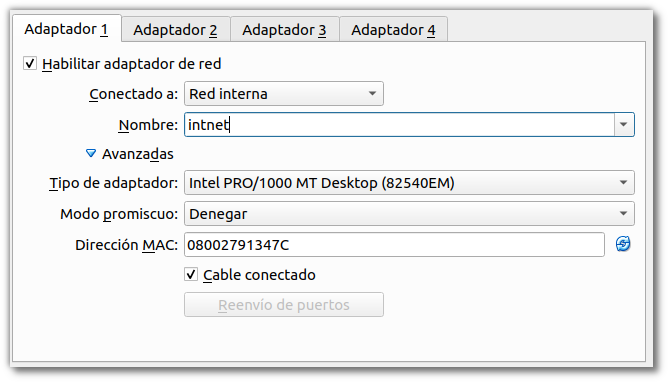 Adaptador 1 Adaptador 2 Adaptador 3 Adaptador 4
Habilitar adaptador de red
Conectado a: Red interna
Nombre: intnet
Avanzadas
Tipo de adaptador: Intel PRO/1000 MT Desktop (82540EM)
Modo promiscuo: Denegar
Dirección MAC: 08002791347C
Cable conectado
Reenvío de puertos